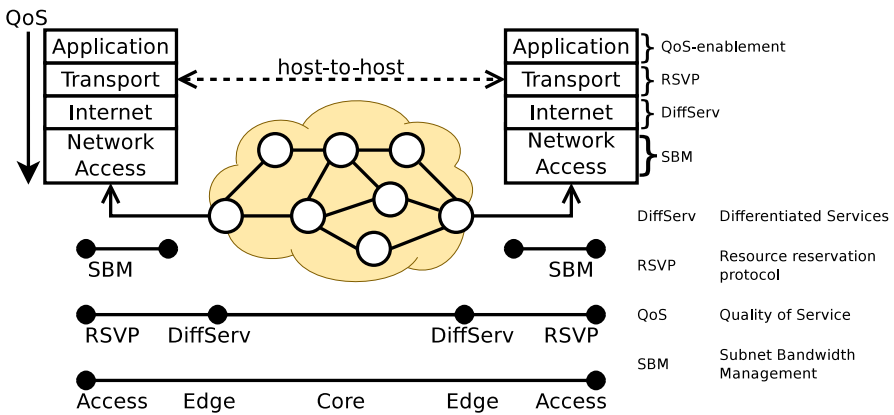 QoS
Application
Transport
Internet
Network
Access
host-to-host
Application
Transport
Internet
Network
Access
QoS-enablement
RSVP
DiffServ
SBM
DiffServ Differentiated Services
RSVP Resource reservation
protocol
QoS Quality of Service
SBM Subnet Bandwidth
Management
SBM SBM
RSVP DiffServ DiffServ RSVP
Access Edge Core Edge Access